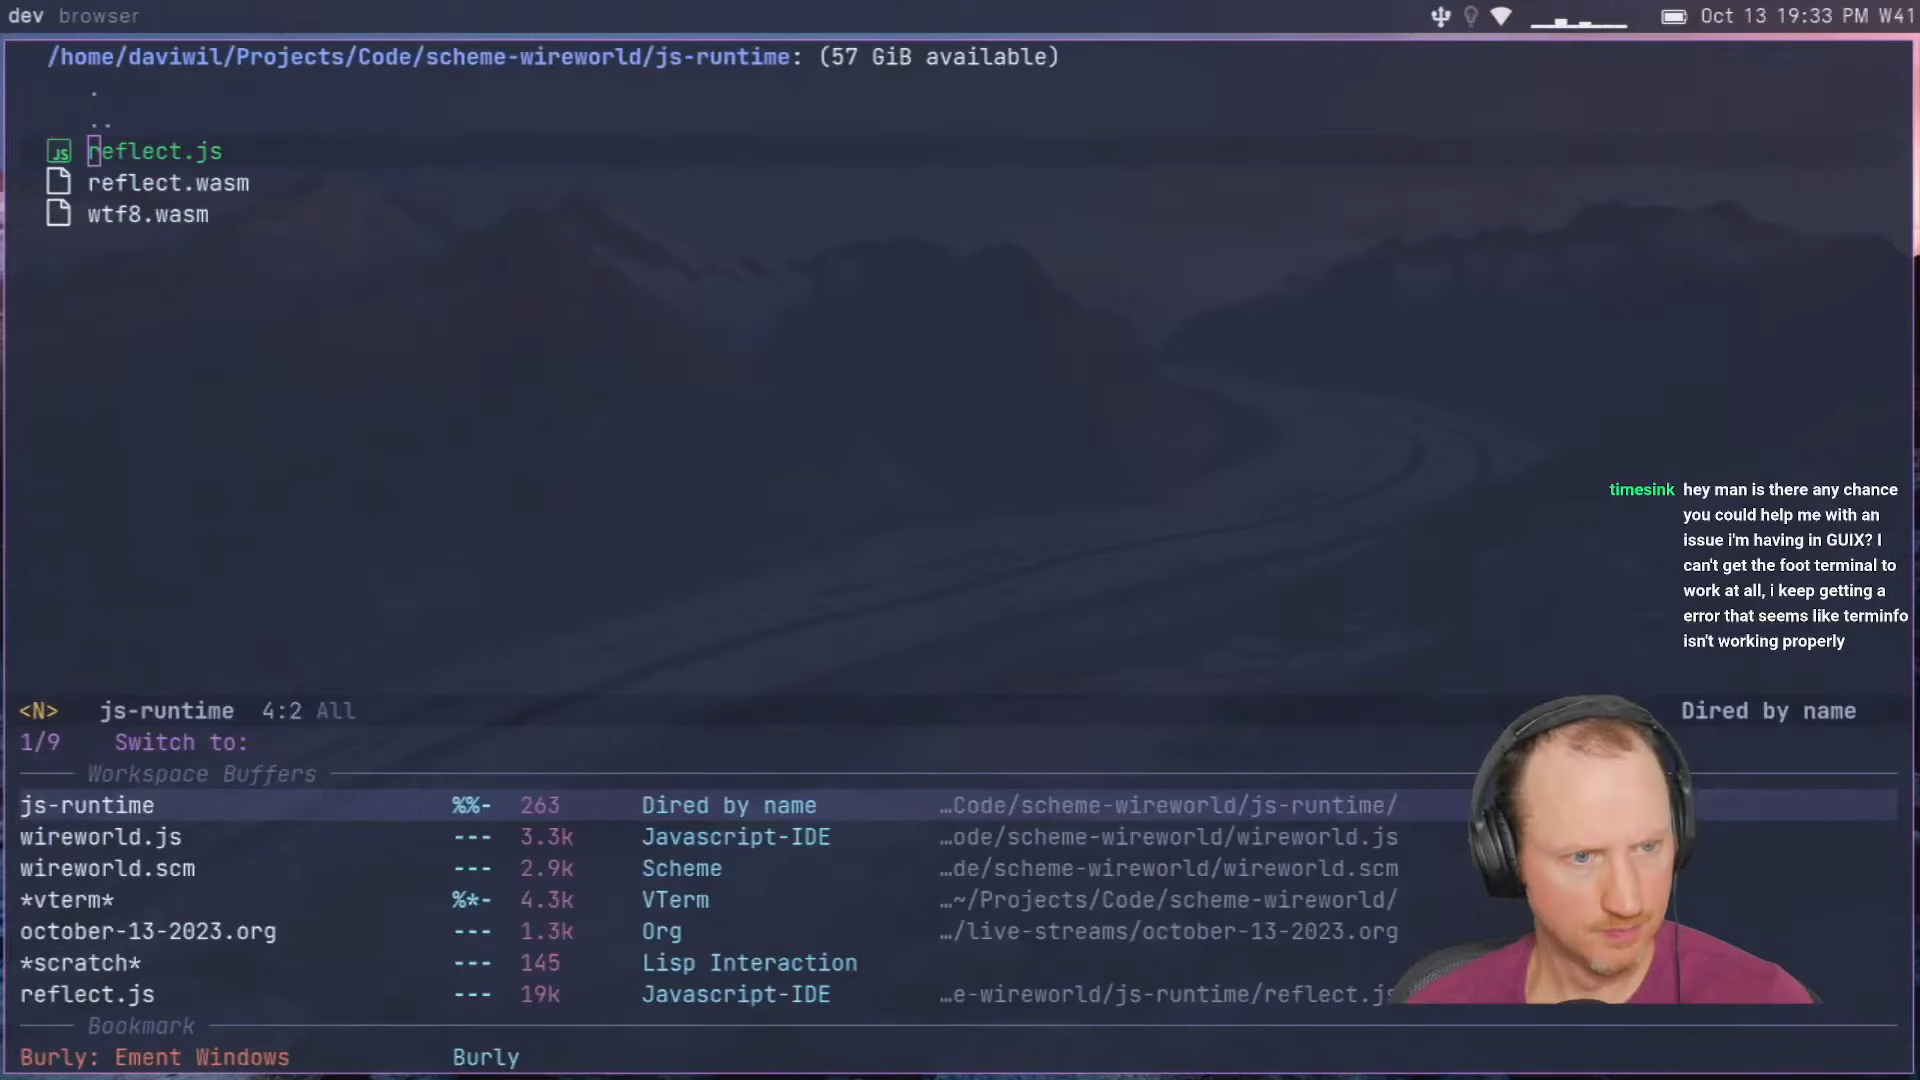 dev browser Oct 13 19:33 PM W41
/home/daviwil/Projects/Code/scheme-wireworld/js-runtime: (57 GiB available)
.
..
JS reflect.js
reflect.wasm
wtf8.wasm
timesink hey man is there any chance
you could help me with an
issue i'm having in GUIX? I
can't get the foot terminal to
work at all, i keep getting a
error that seems like terminfo
isn't working properly
<N> js-runtime 4:2 All Dired by name
1/9 Switch to:
Workspace Buffers
js-runtime %%- 263 Dired by name …Code/scheme-wireworld/js-runtime/
wireworld.js --- 3.3k Javascript-IDE …ode/scheme-wireworld/wireworld.js
wireworld.scm --- 2.9k Scheme …de/scheme-wireworld/wireworld.scm
*vterm* %*- 4.3k VTerm …~/Projects/Code/scheme-wireworld/
october-13-2023.org --- 1.3k Org …/live-streams/october-13-2023.org
*scratch* --- 145 Lisp Interaction
reflect.js --- 19k Javascript-IDE …e-wireworld/js-runtime/reflect.js
Bookmark
Burly: Ement Windows Burly